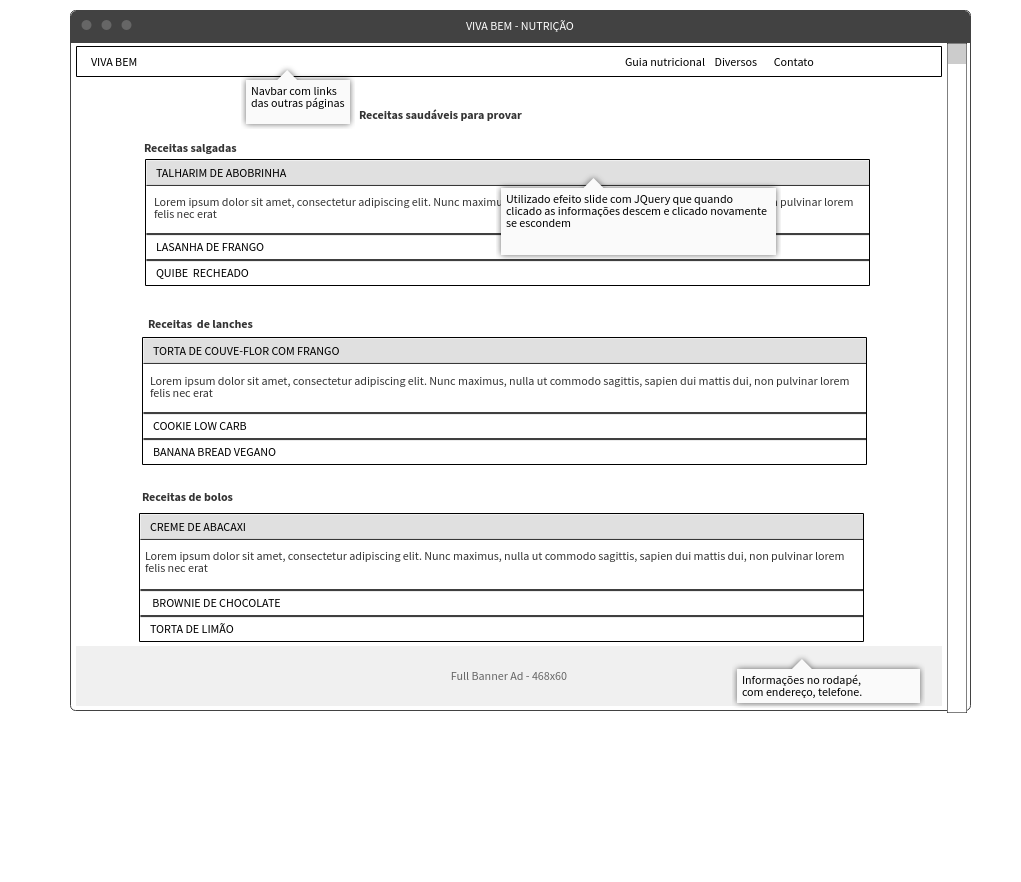 VIVA BEM - NUTRIÇÃO
VIVA BEM
Guia nutricional Diversos Contato
Navbar com links
das outras páginas
Receitas saudáveis para provar
Receitas salgadas
TALHARIM DE ABOBRINHA
Lorem ipsum dolor sit amet, consectetur adipiscing elit. Nunc maximu
pulvinar lorem
felis nec erat
Utilizado efeito slide com JQuery que quando
clicado as informações descem e clicado novamente
se escondem
LASANHA DE FRANGO
QUIBE  RECHEADO
Receitas  de lanches
TORTA DE COUVE-FLOR COM FRANGO
Lorem ipsum dolor sit amet, consectetur adipiscing elit. Nunc maximus, nulla ut commodo sagittis, sapien dui mattis dui, non pulvinar lorem
felis nec erat
COOKIE LOW CARB
BANANA BREAD VEGANO
Receitas de bolos
CREME DE ABACAXI
Lorem ipsum dolor sit amet, consectetur adipiscing elit. Nunc maximus, nulla ut commodo sagittis, sapien dui mattis dui, non pulvinar lorem
felis nec erat
BROWNIE DE CHOCOLATE
TORTA DE LIMÃO
Full Banner Ad - 468x60
Informações no rodapé,
com endereço, telefone.